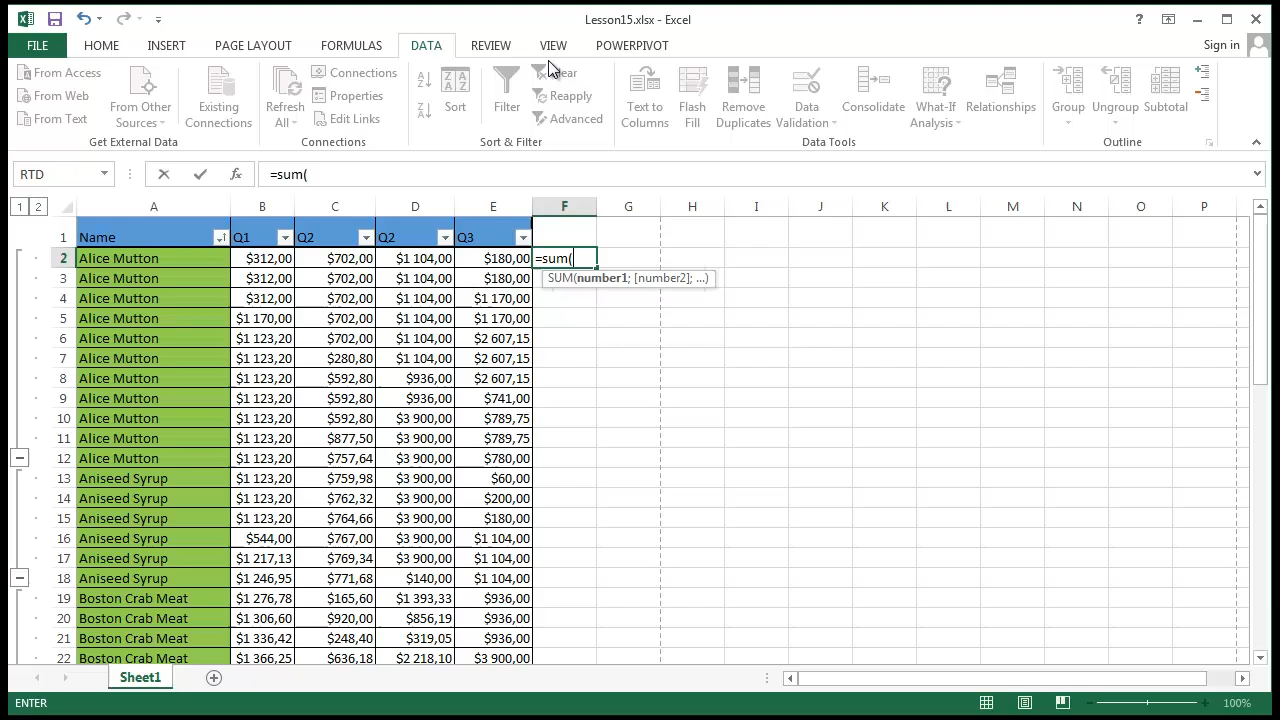 Lesson15.xlsx - Excel
?
FILE HOME INSERT PAGE LAYOUT FORMULAS DATA REVIEW VIEW POWERPIVOT Sign in
From Access
From Web
From Text
From Other Sources
Existing Connections
Get External Data
Refresh All
Connections
Properties
Edit Links
Connections
Sort
Filter
Reapply
Advanced
Sort & Filter
Text to Columns
Flash Fill
Remove Duplicates
Data Validation
Consolidate
What-If Analysis
Relationships
Data Tools
Group
Ungroup
Subtotal
Outline
RTD fx =sum(
1 2 A B C D E F G H I J K L M N O P
1 Name Q1 Q2 Q2 Q3
2 Alice Mutton $312,00 $702,00 $1 104,00 $180,00 =sum(
SUM(number1; [number2]; ...)
3 Alice Mutton $312,00 $702,00 $1 104,00 $180,00
4 Alice Mutton $312,00 $702,00 $1 104,00 $1 170,00
5 Alice Mutton $1 170,00 $702,00 $1 104,00 $1 170,00
6 Alice Mutton $1 123,20 $702,00 $1 104,00 $2 607,15
7 Alice Mutton $1 123,20 $280,80 $1 104,00 $2 607,15
8 Alice Mutton $1 123,20 $592,80 $936,00 $2 607,15
9 Alice Mutton $1 123,20 $592,80 $936,00 $741,00
10 Alice Mutton $1 123,20 $592,80 $3 900,00 $789,75
11 Alice Mutton $1 123,20 $877,50 $3 900,00 $789,75
12 Alice Mutton $1 123,20 $757,64 $3 900,00 $780,00
13 Aniseed Syrup $1 123,20 $759,98 $3 900,00 $60,00
14 Aniseed Syrup $1 123,20 $762,32 $3 900,00 $200,00
15 Aniseed Syrup $1 123,20 $764,66 $3 900,00 $180,00
16 Aniseed Syrup $544,00 $767,00 $3 900,00 $1 104,00
17 Aniseed Syrup $1 217,13 $769,34 $3 900,00 $1 104,00
18 Aniseed Syrup $1 246,95 $771,68 $140,00 $1 104,00
19 Boston Crab Meat $1 276,78 $165,60 $1 393,33 $936,00
20 Boston Crab Meat $1 306,60 $920,00 $856,19 $936,00
21 Boston Crab Meat $1 336,42 $248,40 $319,05 $936,00
22 Boston Crab Meat $1 366,25 $636,18 $2 218,10 $3 900,00
Sheet1
ENTER 100%